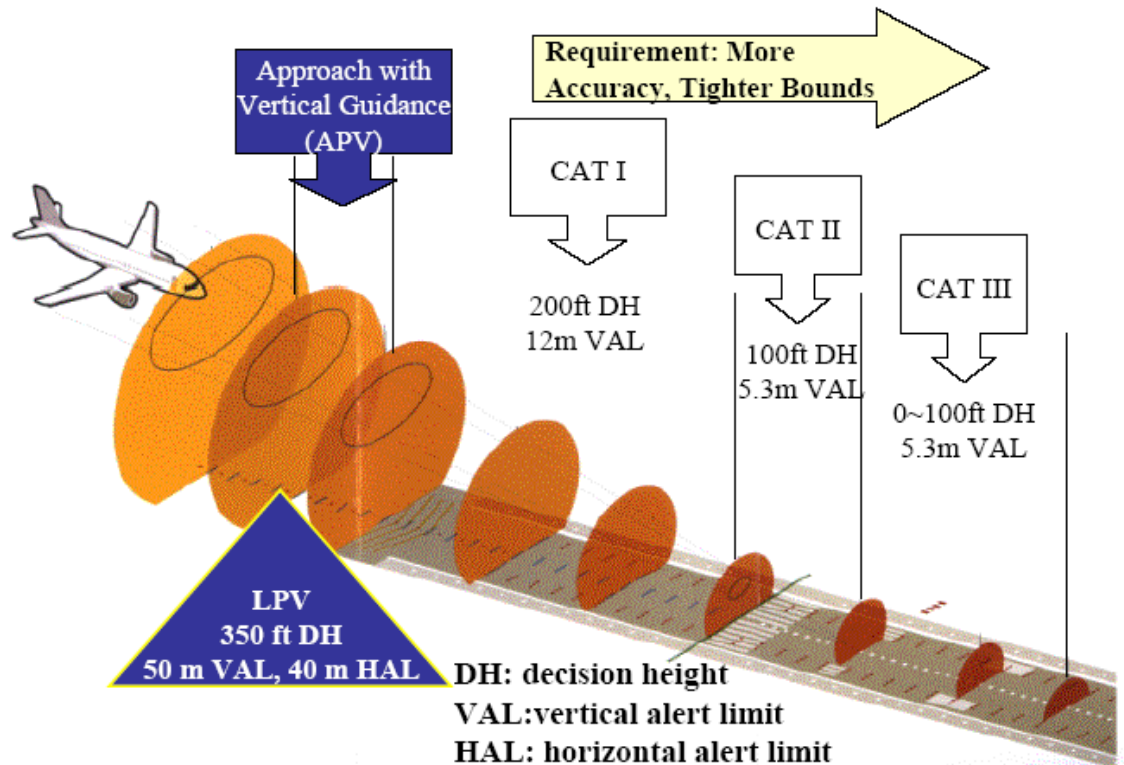 Approach with
Vertical Guidance
(APV)
Requirement: More
Accuracy, Tighter Bounds
CAT I
200ft DH
12m VAL
CAT II
100ft DH
5.3m VAL
CAT III
0~100ft DH
5.3m VAL
LPV
350 ft DH
50 m VAL, 40 m HAL
DH: decision height
VAL:vertical alert limit
HAL: horizontal alert limit